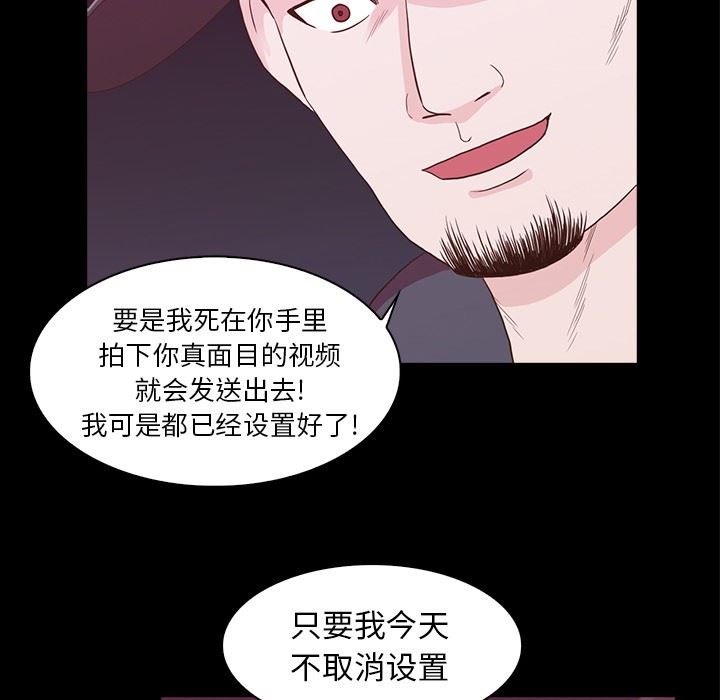 要是我死在你手里
拍下你真面目的视频
就会发送出去!
我可是都已经设置好了!
只要我今天
不取消设置